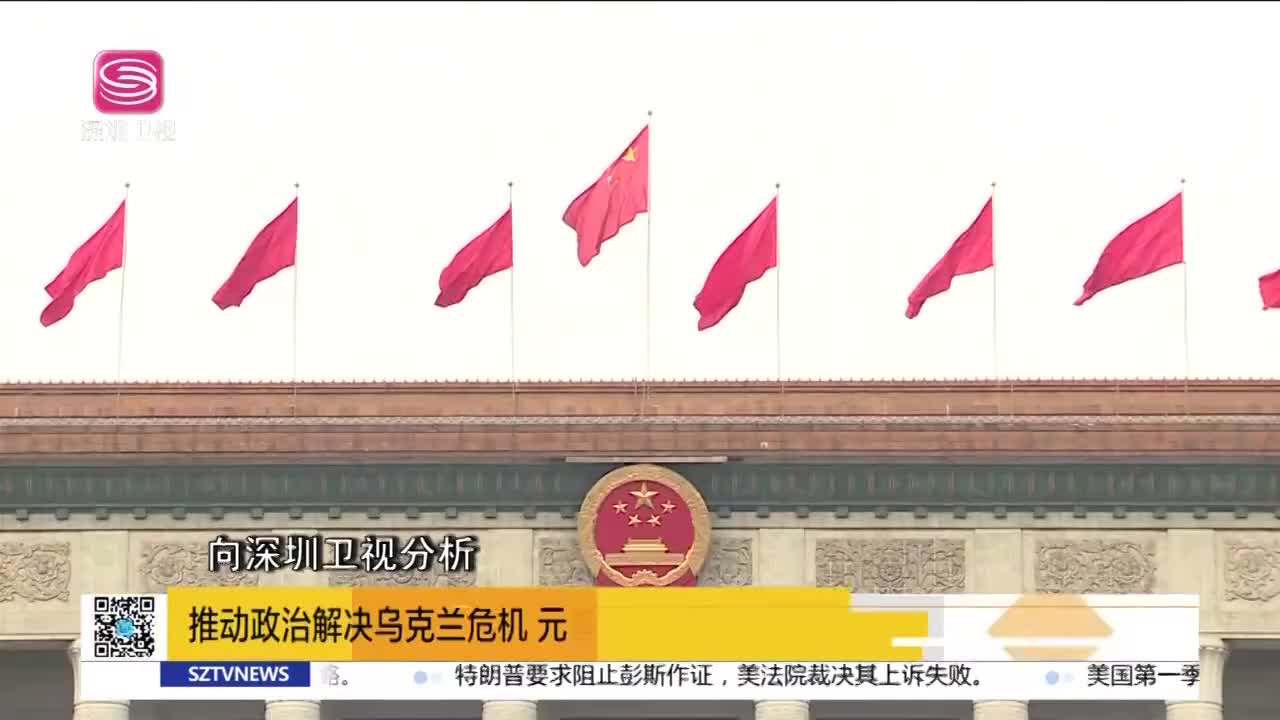 深圳卫视
向深圳卫视分析
推动政治解决乌克兰危机 元
SZTVNEWS
略。
特朗普要求阻止彭斯作证，美法院裁决其上诉失败。
美国第一季